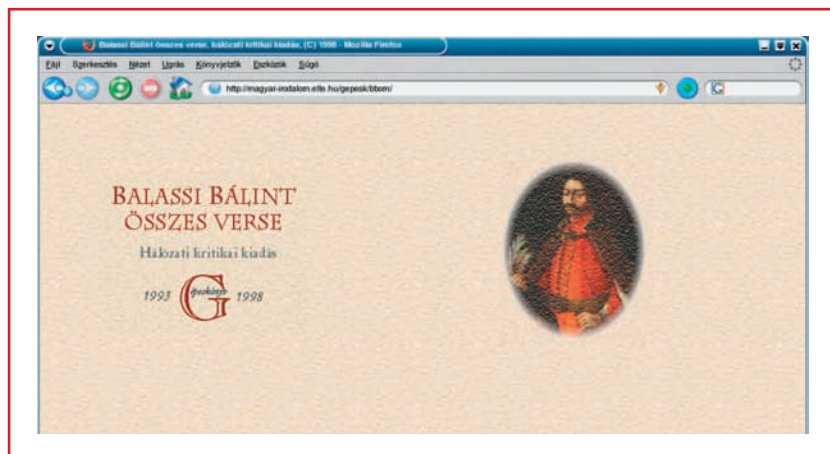 Balassi Bálint összes verse, hálózati kritikai kiadás, (C) 1998 - Mozilla Firefox
Fájl Szerkesztés Nézet Ugrás Könyvjelzők Eszközök Súgó
http://magyar-irodalom.elte.hu/gepesk/bbom/
G
BALASSI BÁLINT
ÖSSZES VERSE
Hálózati kritikai kiadás
1993 G gépeskönyv 1998